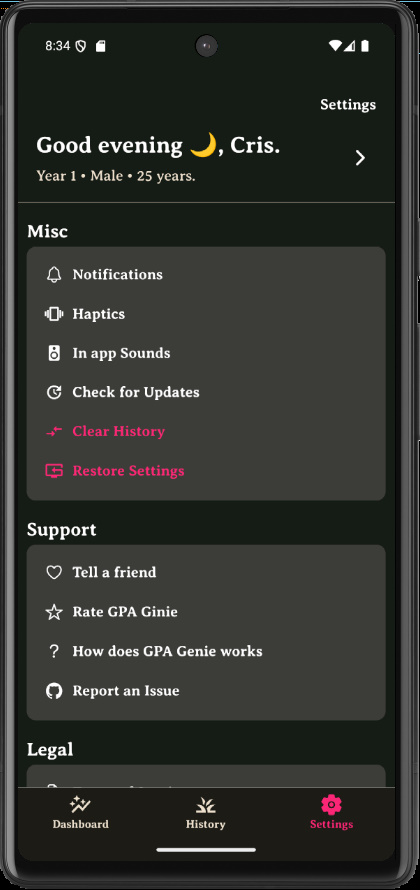 8:34
Settings
Good evening 🌙, Cris.
Year 1 • Male • 25 years.
Misc
Notifications
Haptics
In app Sounds
Check for Updates
Clear History
Restore Settings
Support
Tell a friend
Rate GPA Ginie
? How does GPA Genie works
Report an Issue
Legal
Dashboard
History
Settings